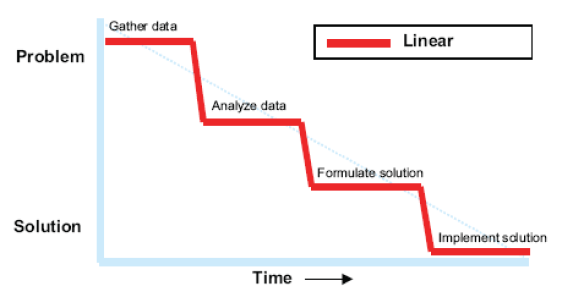 Gather data
Linear
Problem
Analyze data
Formulate solution
Solution
Implement solution
Time